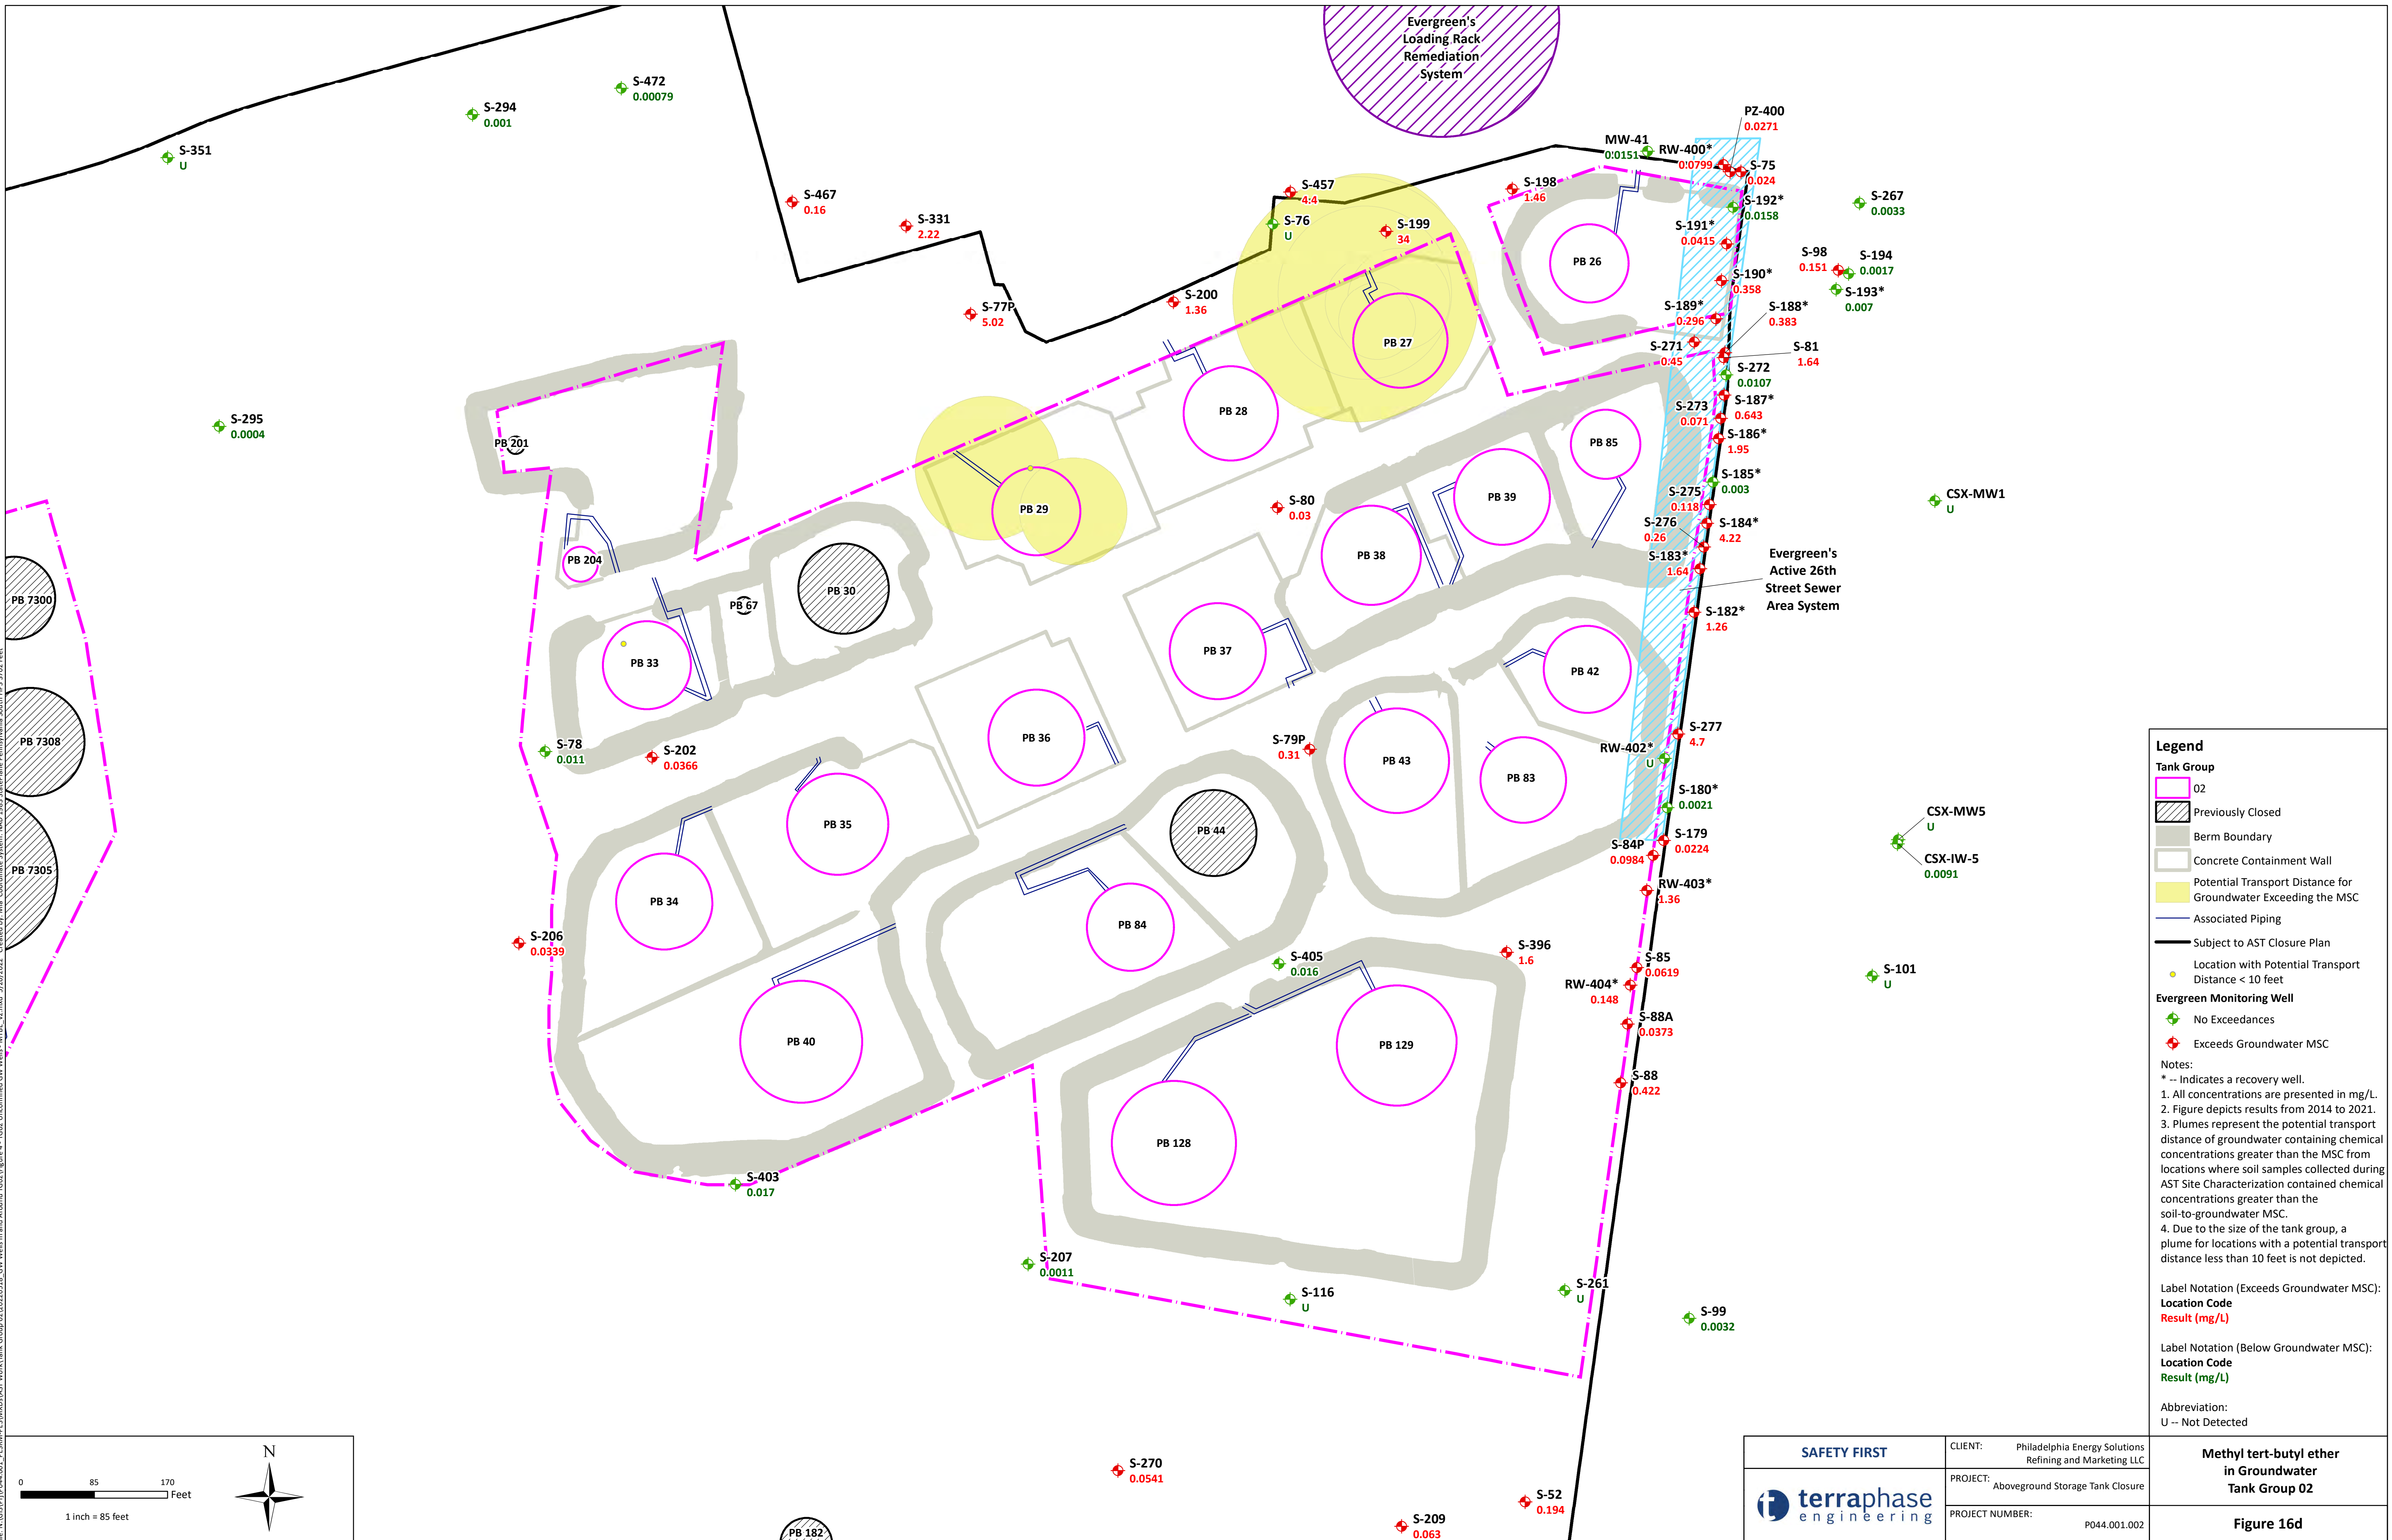 Evergreen's
Loading Rack
Remediation
System
S-472
0.00079
S-294
0.001
S-351
U
S-467
0.16
S-331
2.22
S-457
4.4
S-76
U
S-199
34
S-198
1.46
MW-41
0.0151
RW-400*
0.0799
PZ-400
0.0271
S-75
0.024
S-192*
0.0158
S-267
0.0033
S-191*
0.0415
S-98
0.151
S-194
0.0017
S-193*
0.007
S-190*
0.358
S-189*
0.296
S-188*
0.383
S-271
0.45
S-81
1.64
S-272
0.0107
S-187*
0.643
S-273
0.071
S-186*
1.95
S-185*
0.003
S-275
0.118
S-276
0.26
S-184*
4.22
S-183*
1.64
Evergreen's
Active 26th
Street Sewer
Area System
S-182*
1.26
CSX-MW1
U
S-77P
5.02
S-200
1.36
PB 26
PB 27
PB 28
PB 85
PB 39
PB 201
S-295
0.0004
S-80
0.03
PB 29
PB 38
PB 204
PB 30
PB 67
PB 7300
PB 33
PB 37
PB 42
PB 7308
S-78
0.011
S-202
0.0366
PB 36
S-79P
0.31
PB 43
PB 83
S-277
4.7
RW-402*
U
S-180*
0.0021
S-179
0.0224
S-84P
0.0984
RW-403*
1.36
CSX-MW5
U
CSX-IW-5
0.0091
PB 35
PB 44
PB 7305
PB 34
PB 84
S-206
0.0339
S-405
0.016
S-396
1.6
S-85
0.0619
RW-404*
0.148
S-101
U
S-88A
0.0373
PB 40
PB 129
S-88
0.422
PB 128
S-403
0.017
S-207
0.0011
S-116
U
S-261
U
S-99
0.0032
S-270
0.0541
S-52
0.194
S-209
0.063
PB 182
Legend
Tank Group
02
Previously Closed
Berm Boundary
Concrete Containment Wall
Potential Transport Distance for
Groundwater Exceeding the MSC
Associated Piping
Subject to AST Closure Plan
Location with Potential Transport
Distance < 10 feet
Evergreen Monitoring Well
No Exceedances
Exceeds Groundwater MSC
Notes:
* -- Indicates a recovery well.
1. All concentrations are presented in mg/L.
2. Figure depicts results from 2014 to 2021.
3. Plumes represent the potential transport
distance of groundwater containing chemical
concentrations greater than the MSC from
locations where soil samples collected during
AST Site Characterization contained chemical
concentrations greater than the
soil-to-groundwater MSC.
4. Due to the size of the tank group, a
plume for locations with a potential transport
distance less than 10 feet is not depicted.
Label Notation (Exceeds Groundwater MSC):
Location Code
Result (mg/L)
Label Notation (Below Groundwater MSC):
Location Code
Result (mg/L)
Abbreviation:
U -- Not Detected
0 85 170
Feet
1 inch = 85 feet
N
SAFETY FIRST
terraphase
engineering
CLIENT: Philadelphia Energy Solutions
Refining and Marketing LLC
PROJECT: Aboveground Storage Tank Closure
PROJECT NUMBER: P044.001.002
Methyl tert-butyl ether
in Groundwater
Tank Group 02
Figure 16d